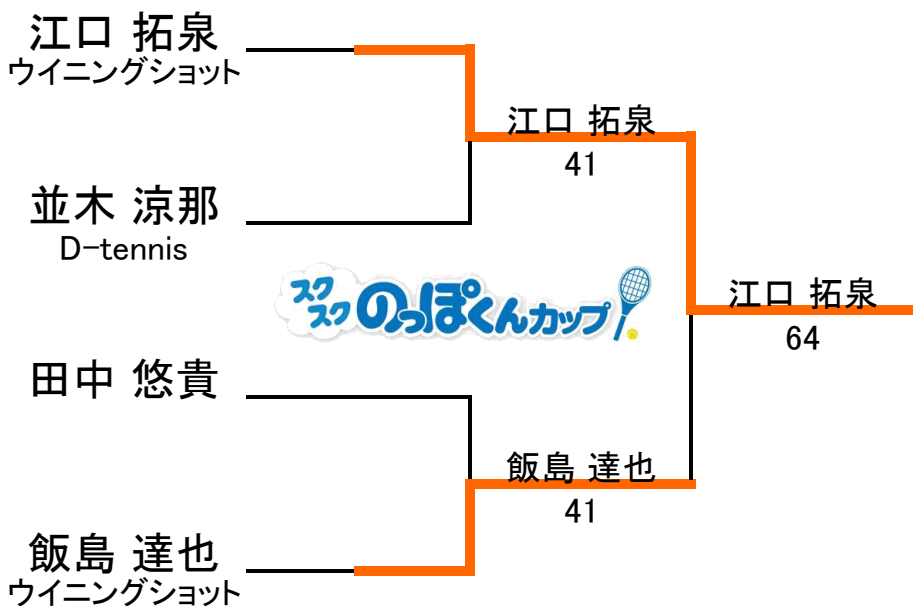 江口 拓泉
ウイニングショット
江口 拓泉
41
並木 涼那
D-tennis
スクスク のっぽくんカップ
江口 拓泉
64
田中 悠貴
飯島 達也
41
飯島 達也
ウイニングショット